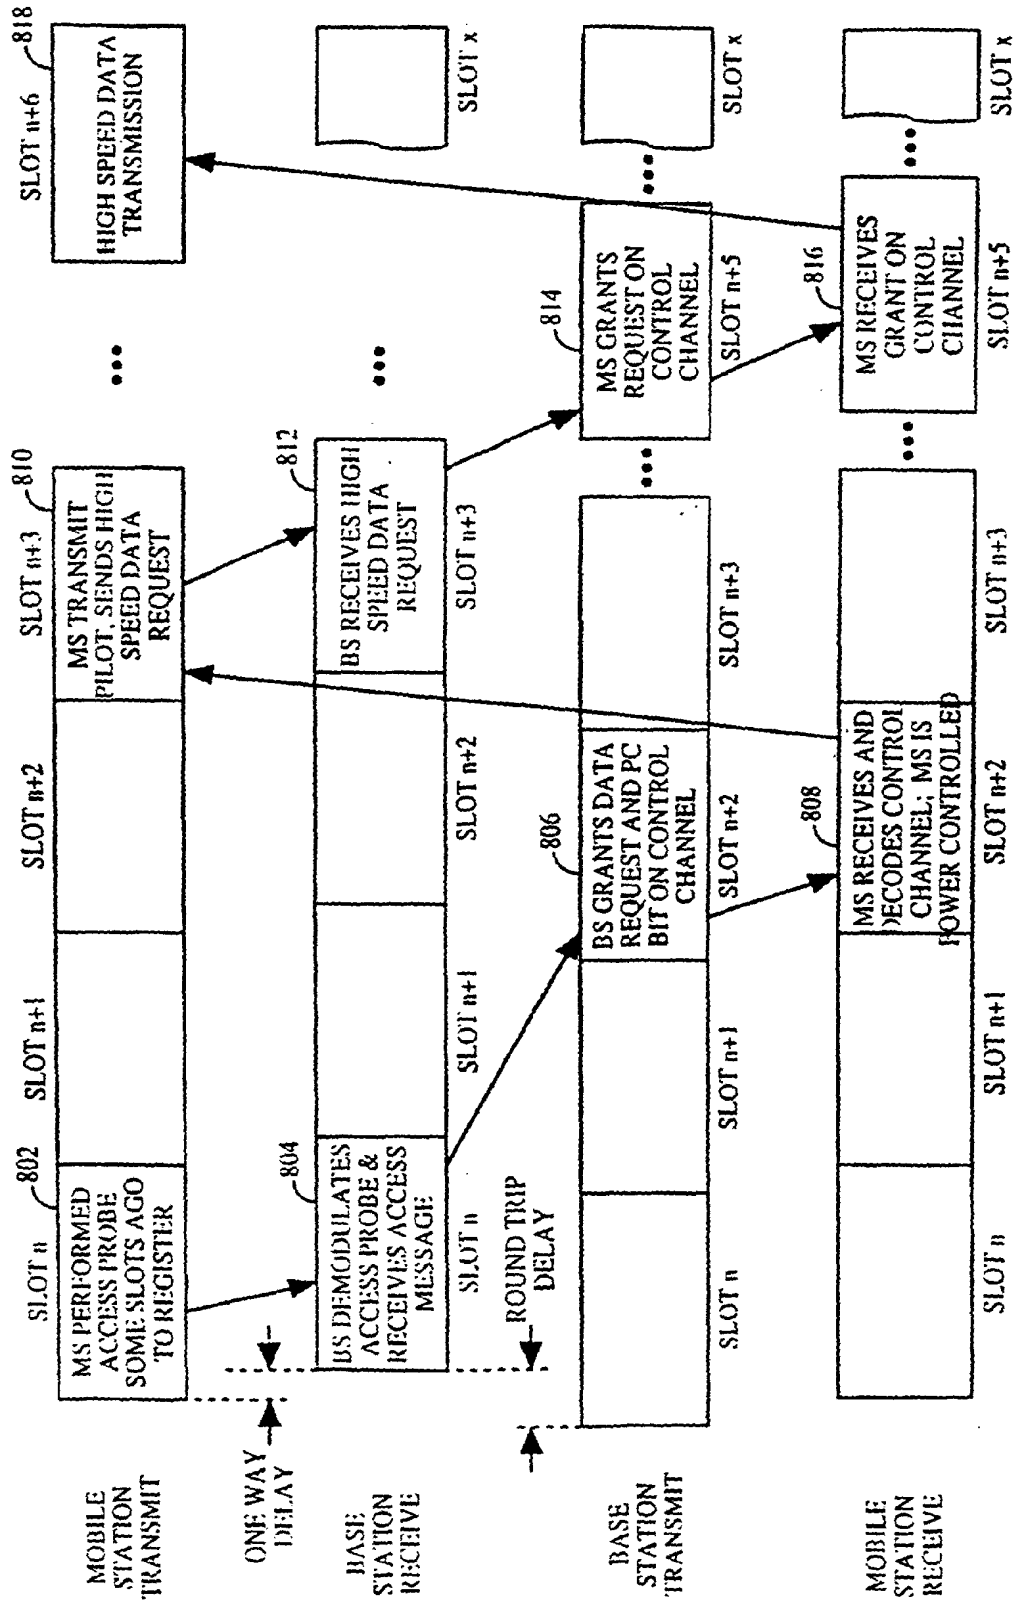 MOBILE
STATION
TRANSMIT
SLOT n
802
MS PERFORMED
ACCESS PROBE
SOME SLOTS AGO
TO REGISTER
SLOT n+1
SLOT n+2
SLOT n+3
810
MS TRANSMIT
PILOT, SENDS HIGH
SPEED DATA
REQUEST
SLOT n+6
818
HIGH SPEED DATA
TRANSMISSION
ONE WAY
DELAY
BASE
STATION
RECEIVE
804
BS DEMODULATES
ACCESS PROBE &
RECEIVES ACCESS
MESSAGE
SLOT n
SLOT n+1
SLOT n+2
812
BS RECEIVES HIGH
SPEED DATA
REQUEST
SLOT n+3
SLOT x
ROUND TRIP
DELAY
BASE
STATION
TRANSMIT
SLOT n
SLOT n+1
806
BS GRANTS DATA
REQUEST AND PC
BIT ON CONTROL
CHANNEL
SLOT n+2
SLOT n+3
814
MS GRANTS
REQUEST ON
CONTROL
CHANNEL
SLOT n+5
SLOT x
MOBILE
STATION
RECEIVE
SLOT n
SLOT n+1
808
MS RECEIVES AND
DECODES CONTROL
CHANNEL; MS IS
POWER CONTROLLED
SLOT n+2
SLOT n+3
816
MS RECEIVES
GRANT ON
CONTROL
CHANNEL
SLOT n+5
SLOT x